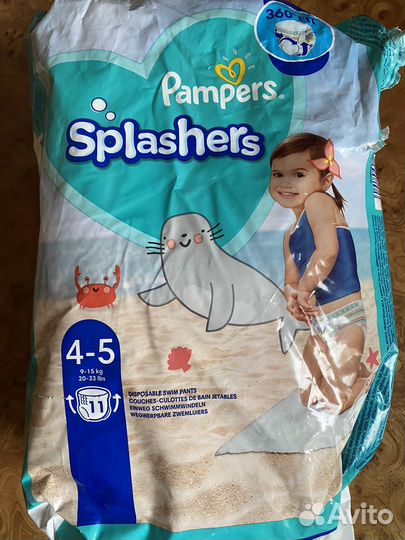 360° Fit
Pampers®
Splashers
4-5
9-15 kg
20-33 lbs
11
DISPOSABLE SWIM PANTS
COUCHES-CULOTTES DE BAIN JETABLES
EINWEG SCHWIMMWINDELN
WEGWERPBARE ZWEMLUIERS
Avito